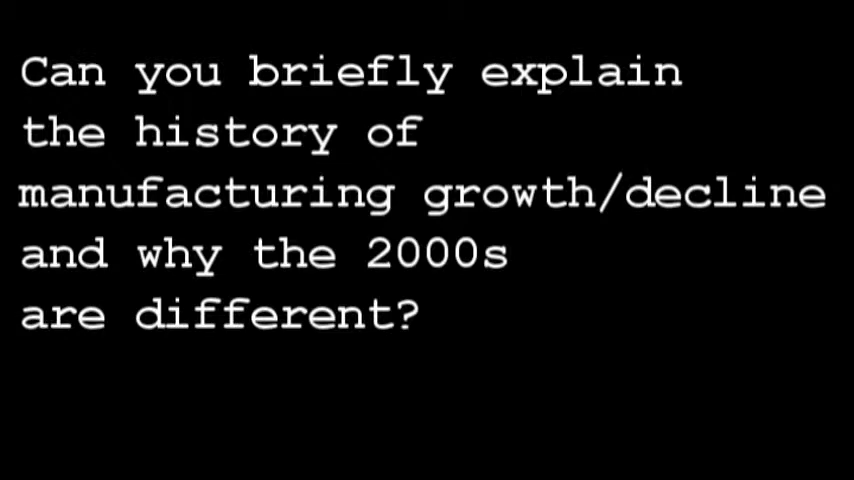 Can you briefly explain
the history of
manufacturing growth/decline
and why the 2000s
are different?